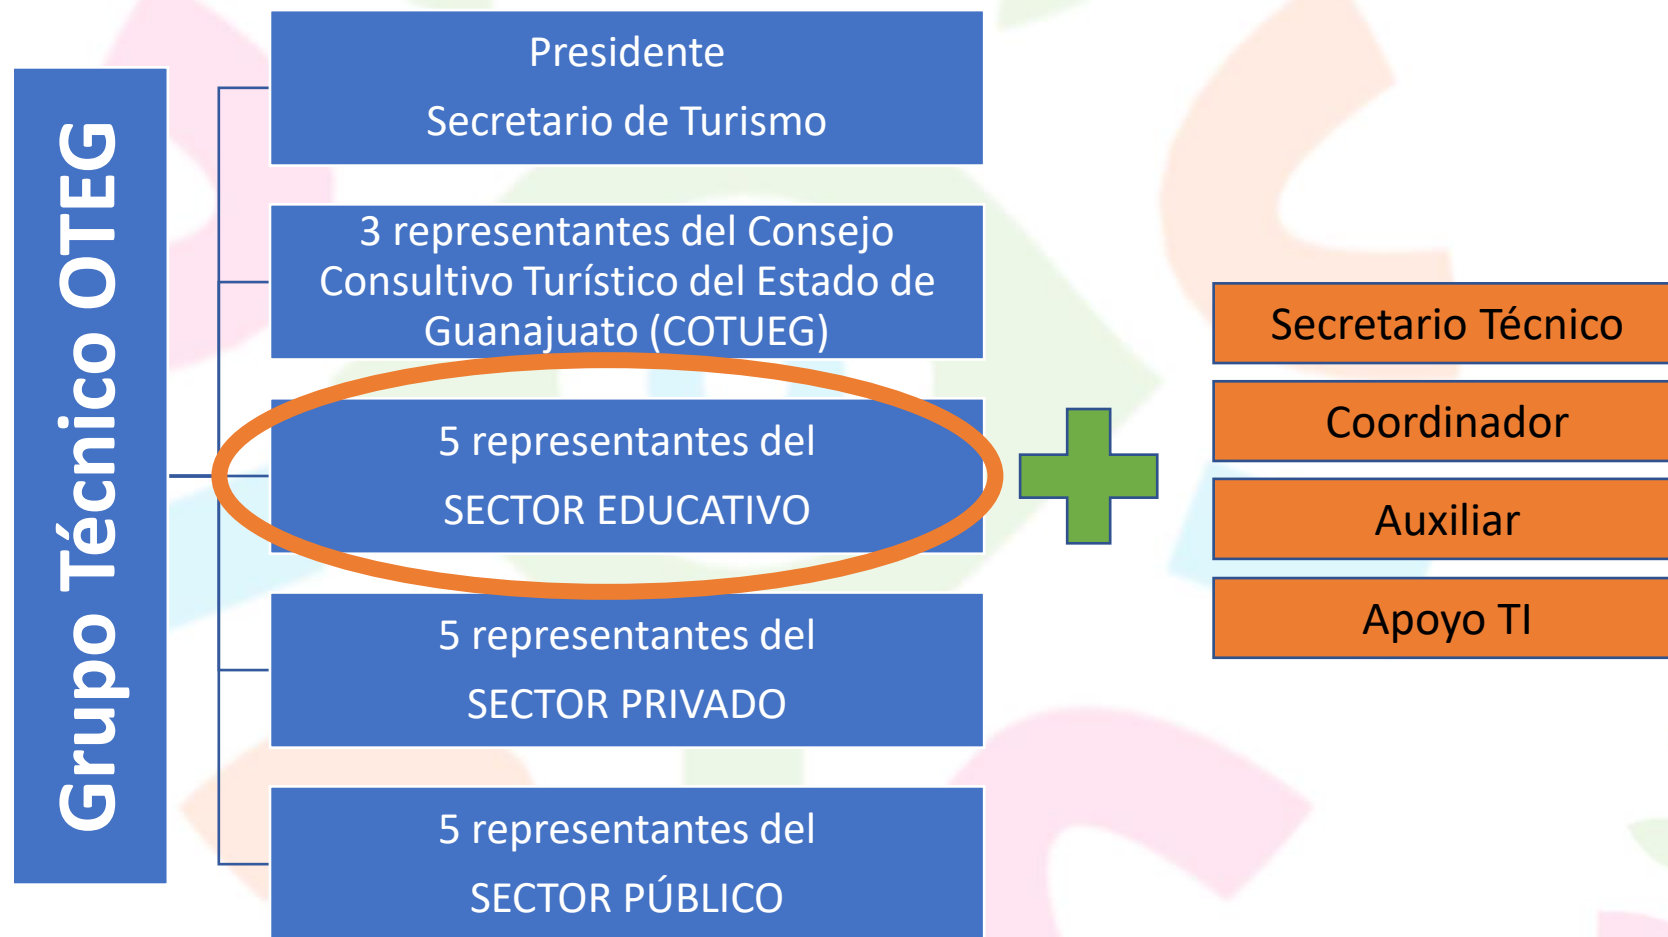 Grupo Técnico OTEG
Presidente
Secretario de Turismo
3 representantes del Consejo
Consultivo Turístico del Estado de
Guanajuato (COTUEG)
5 representantes del
SECTOR EDUCATIVO
5 representantes del
SECTOR PRIVADO
5 representantes del
SECTOR PÚBLICO
Secretario Técnico
Coordinador
Auxiliar
Apoyo TI